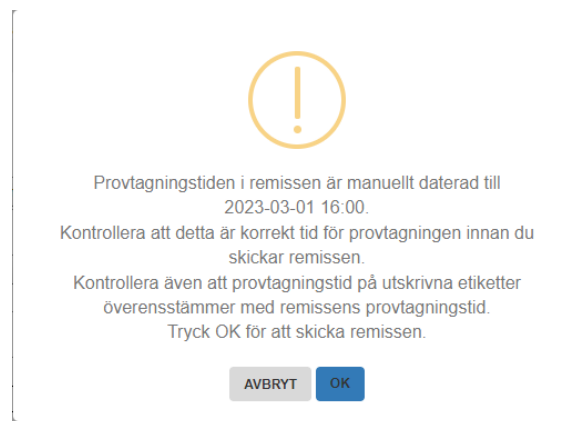 Provtagningstiden i remissen är manuellt daterad till
2023-03-01 16:00.
Kontrollera att detta är korrekt tid för provtagningen innan du
skickar remissen.
Kontrollera även att provtagningstid på utskrivna etiketter
överensstämmer med remissens provtagningstid.
Tryck OK för att skicka remissen.
AVBRYT OK